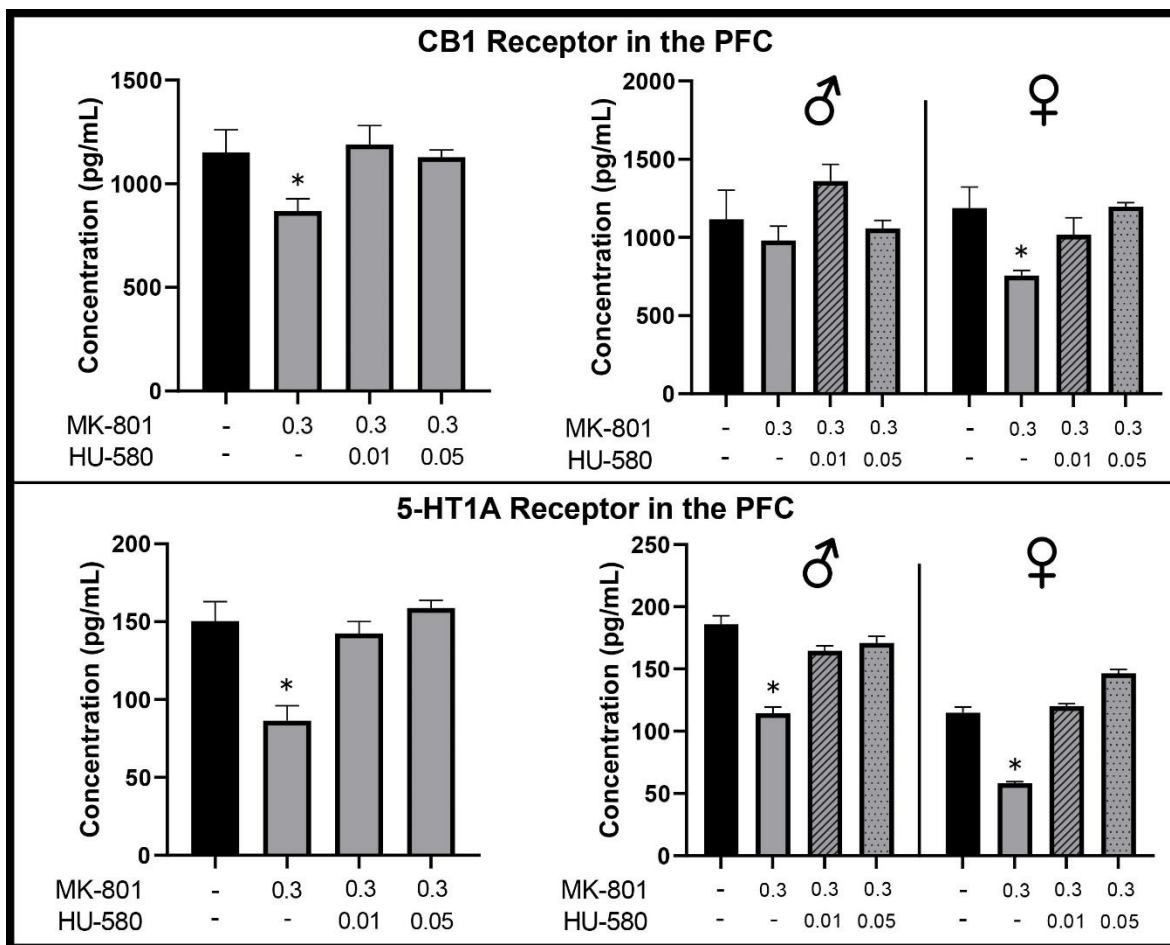 CB1 Receptor in the PFC
Concentration (pg/mL)
1500
1000
500
0
*
MK-801 - 0.3 0.3 0.3
HU-580 - - 0.01 0.05
Concentration (pg/mL)
2000
1500
1000
500
0
♂ ♀
*
MK-801 - 0.3 0.3 0.3 - 0.3 0.3 0.3
HU-580 - - 0.01 0.05 - - 0.01 0.05
5-HT1A Receptor in the PFC
Concentration (pg/mL)
200
150
100
50
0
*
MK-801 - 0.3 0.3 0.3
HU-580 - - 0.01 0.05
Concentration (pg/mL)
250
200
150
100
50
0
♂ ♀
* *
MK-801 - 0.3 0.3 0.3 - 0.3 0.3 0.3
HU-580 - - 0.01 0.05 - - 0.01 0.05